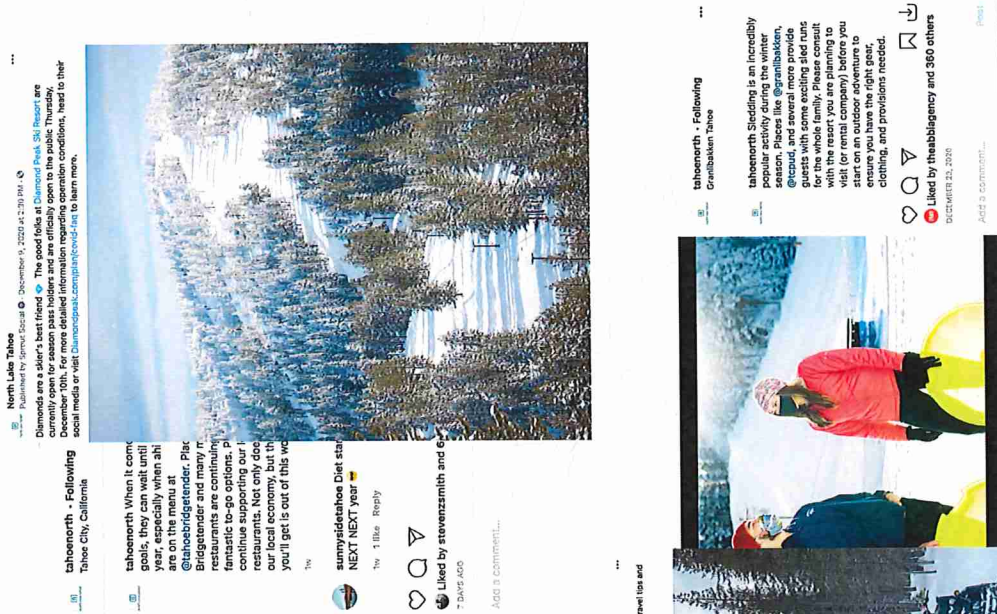 North Lake Tahoe
Published by Sprout Social · December 9, 2020 at 2:39 PM ·
Diamonds are a skier's best friend 💎 The good folks at Diamond Peak Ski Resort are
currently open for season pass holders and are officially open to the public Thursday,
December 10th. For more detailed information regarding operation conditions, head to their
social media or visit Diamondpeak.com/plan/covid-faq to learn more.
tahoenorth • Following
Tahoe City, California
tahoenorth When it com
goals, they can wait until
year, especially when ahi
are on the menu at
@tahoebridgetender. Plac
Bridgetender and many m
restaurants are continuing
fantastic to-go options. P
continue supporting our l
restaurants. Not only doe
our local economy, but th
you'll get is out of this wo
1w
sunnysidetahoe Diet star
NEXT NEXT year 😎
1w 1 like Reply
Liked by stevenzsmith and 6
7 DAYS AGO
Add a comment...
ravel tips and
tahoenorth • Following
Granlibakken Tahoe
tahoenorth Sledding is an incredibly
popular activity during the winter
season. Places like @granlibakken,
@tcpud, and several more provide
guests with some exciting sled runs
for the whole family. Please consult
with the resort you are planning to
visit (or rental company) before you
start on an outdoor adventure to
ensure you have the right gear,
clothing, and provisions needed.
Liked by theabbiagency and 360 others
DECEMBER 23, 2020
Add a comment...
Post